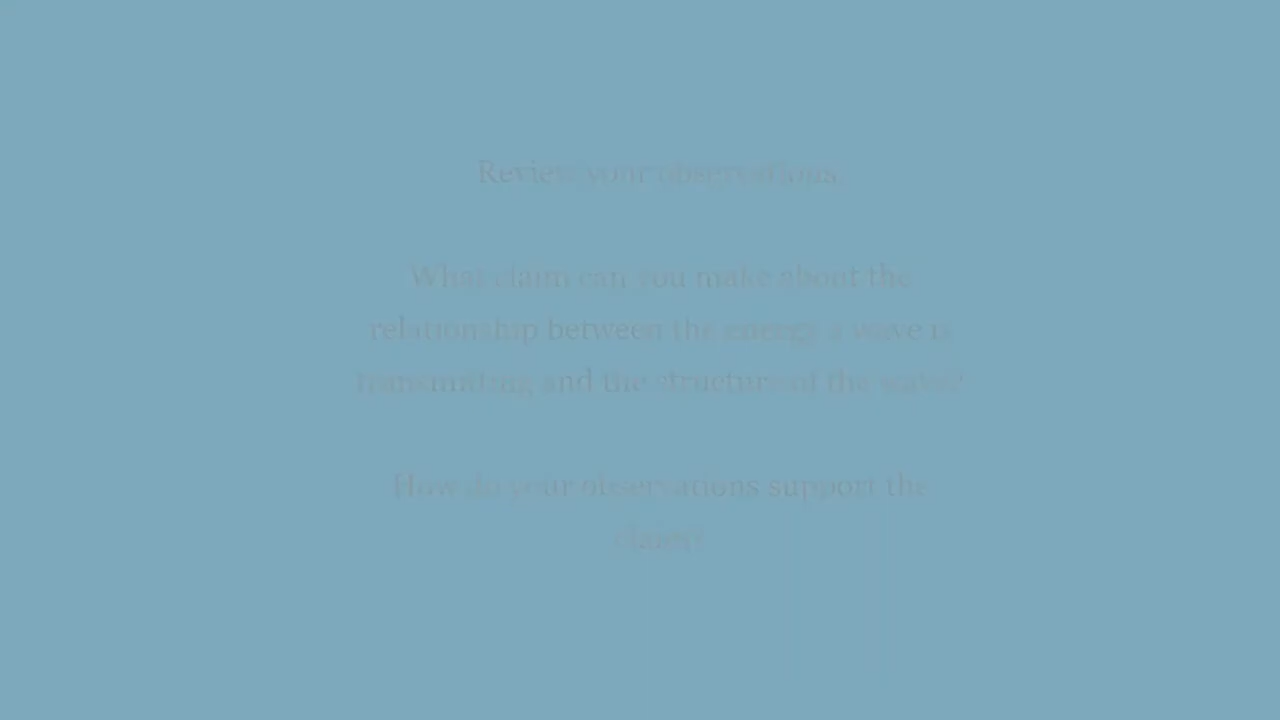 Review your observations.
What claim can you make about the
relationship between the energy a wave is
transmitting and the structure of the wave?
How do your observations support the
claim?